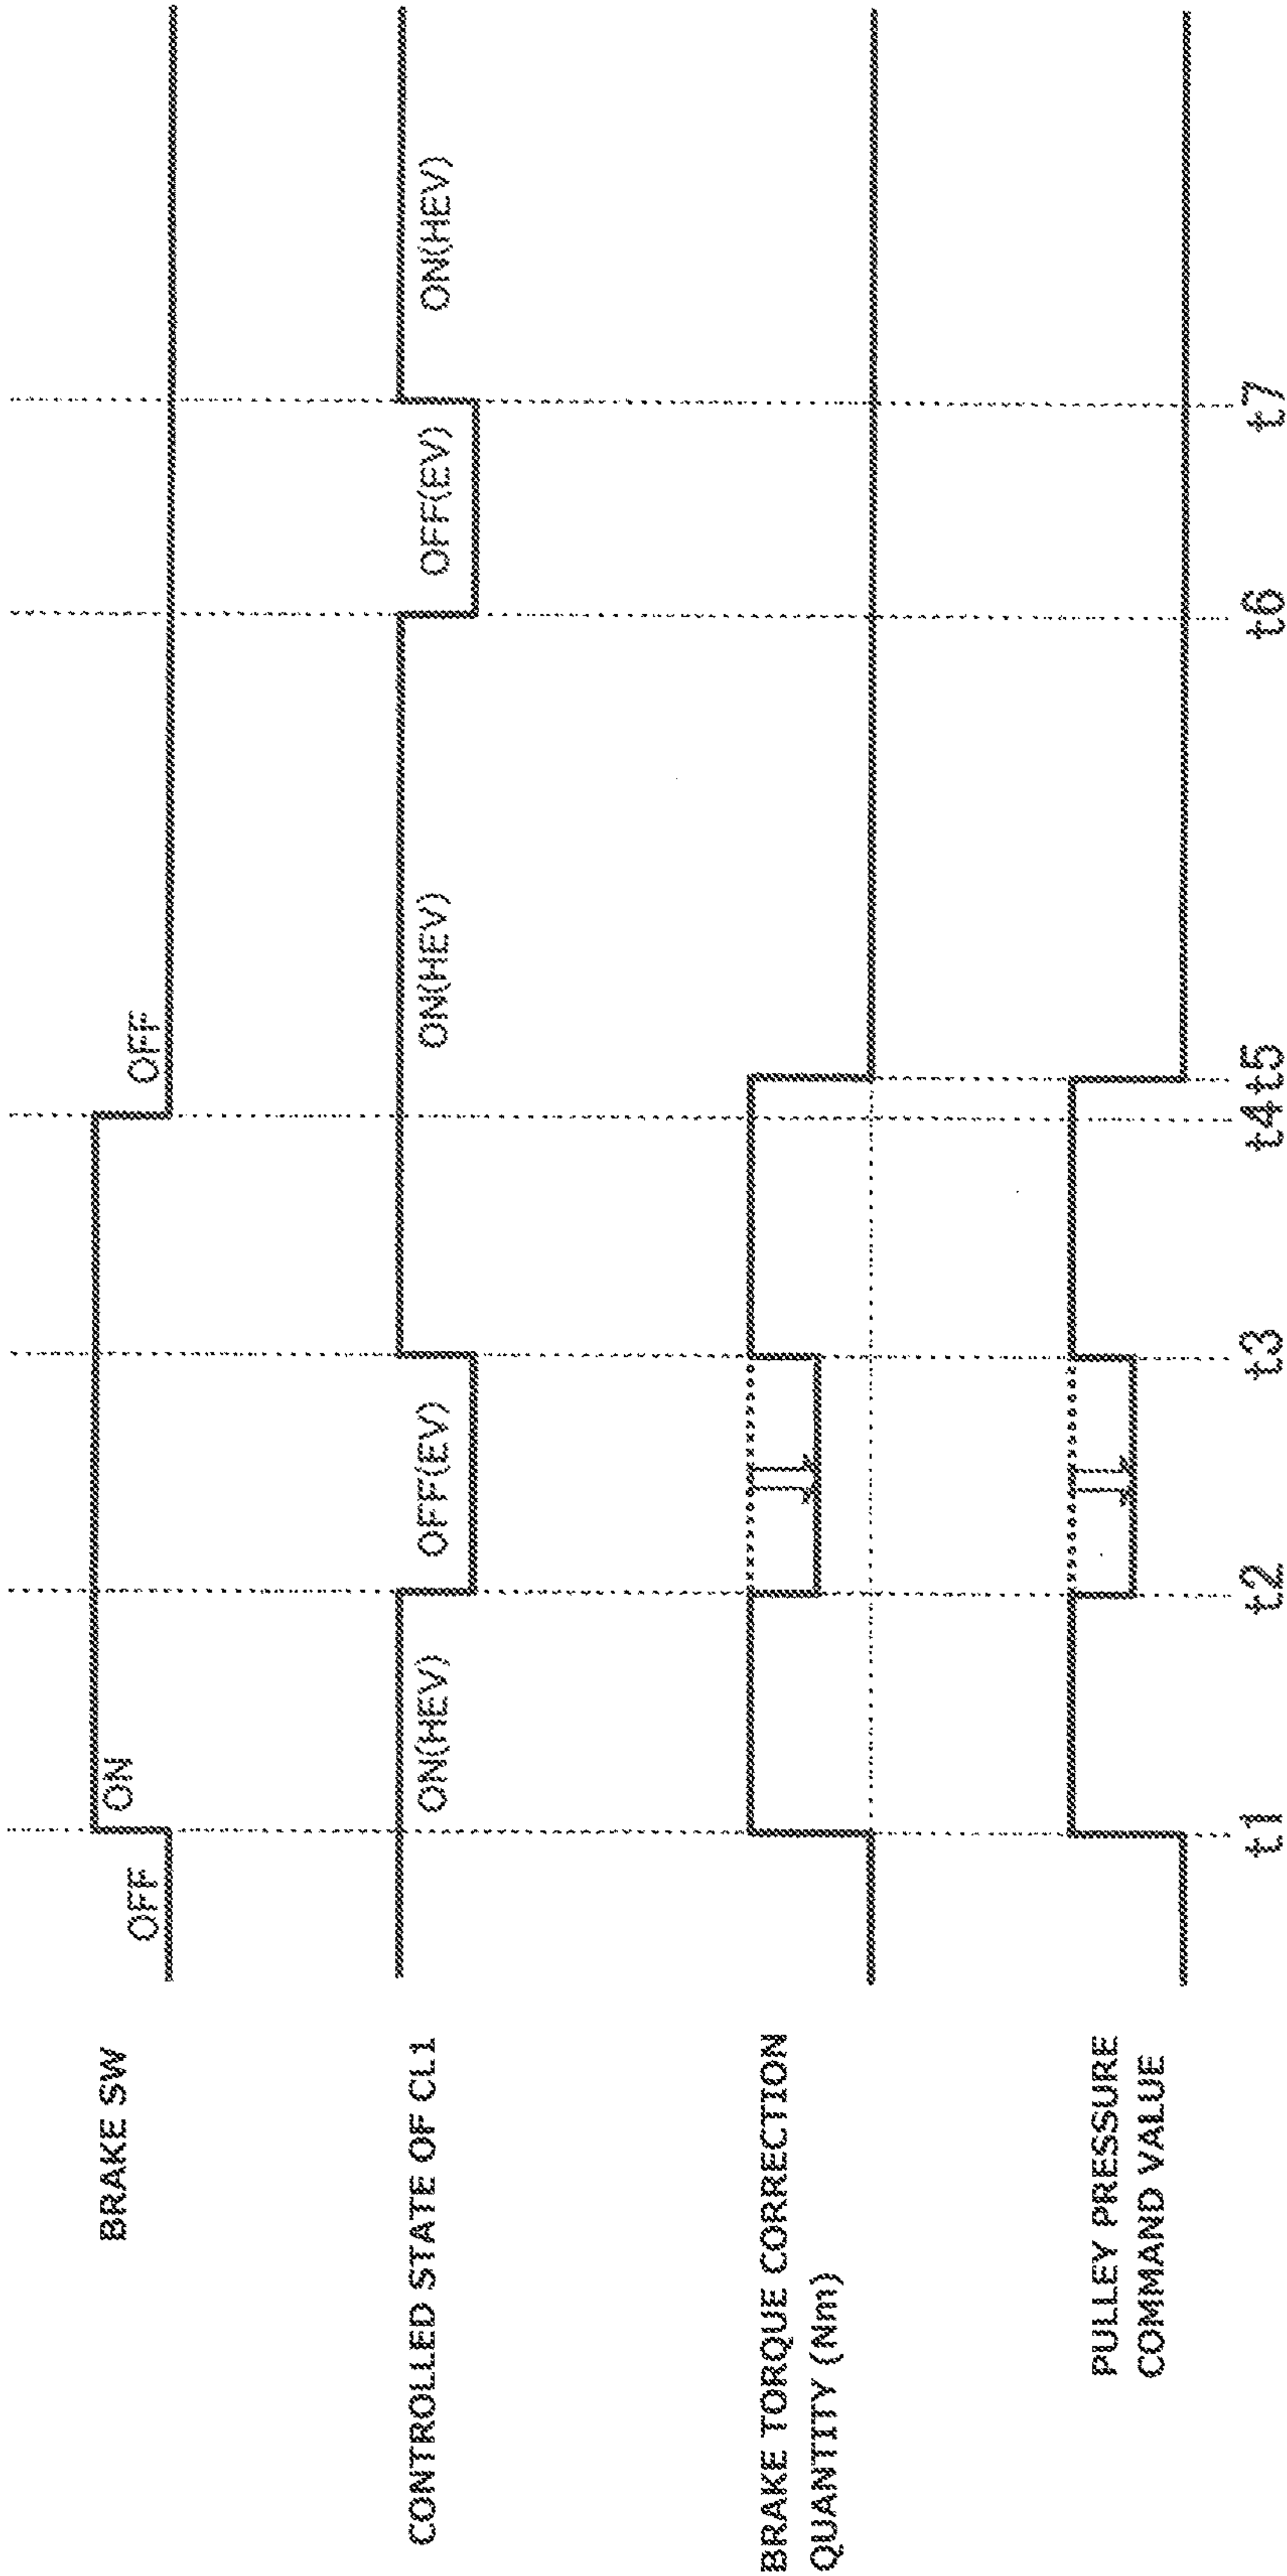 BRAKE SW
OFF
ON
OFF
CONTROLLED STATE OF CL1
ON(HEV)
OFF(EV)
ON(HEV)
OFF(EV)
ON(HEV)
BRAKE TORQUE CORRECTION
QUANTITY (Nm)
PULLEY PRESSURE
COMMAND VALUE
t1
t2
t3
t4
t5
t6
t7